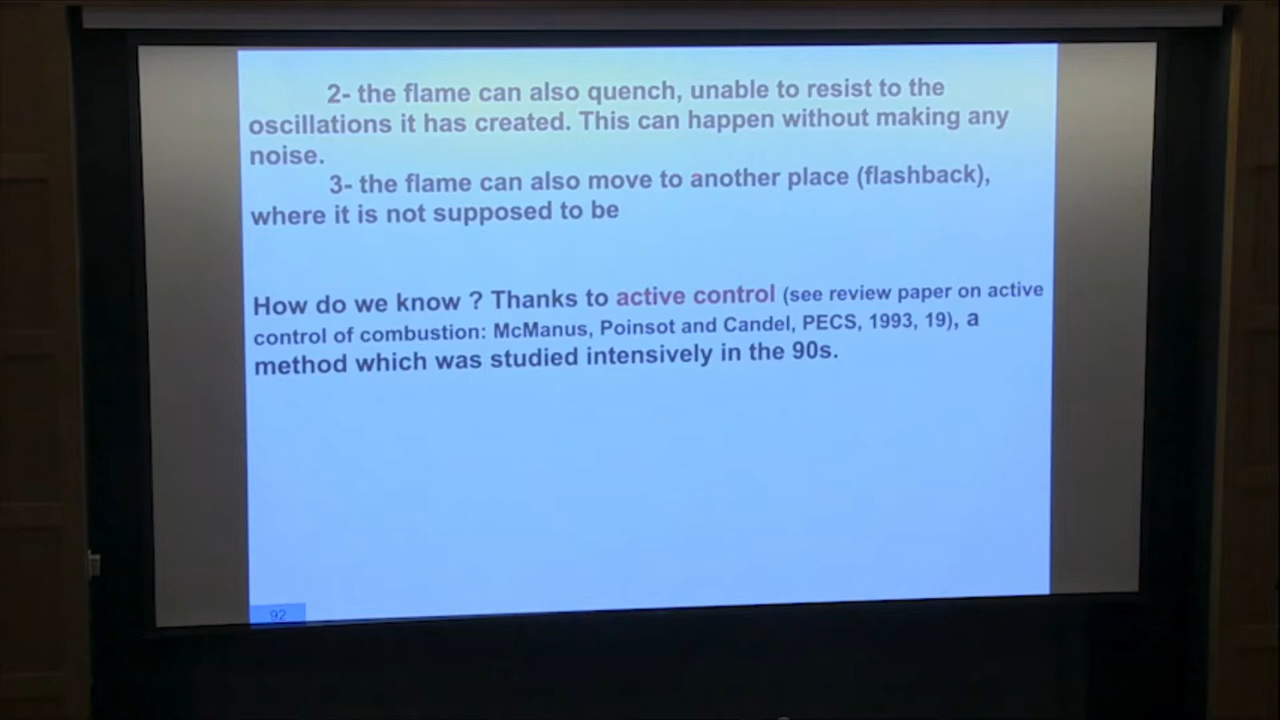 2- the flame can also quench, unable to resist to the
oscillations it has created. This can happen without making any
noise.
3- the flame can also move to another place (flashback),
where it is not supposed to be
How do we know ? Thanks to active control (see review paper on active
control of combustion: McManus, Poinsot and Candel, PECS, 1993, 19), a
method which was studied intensively in the 90s.
92